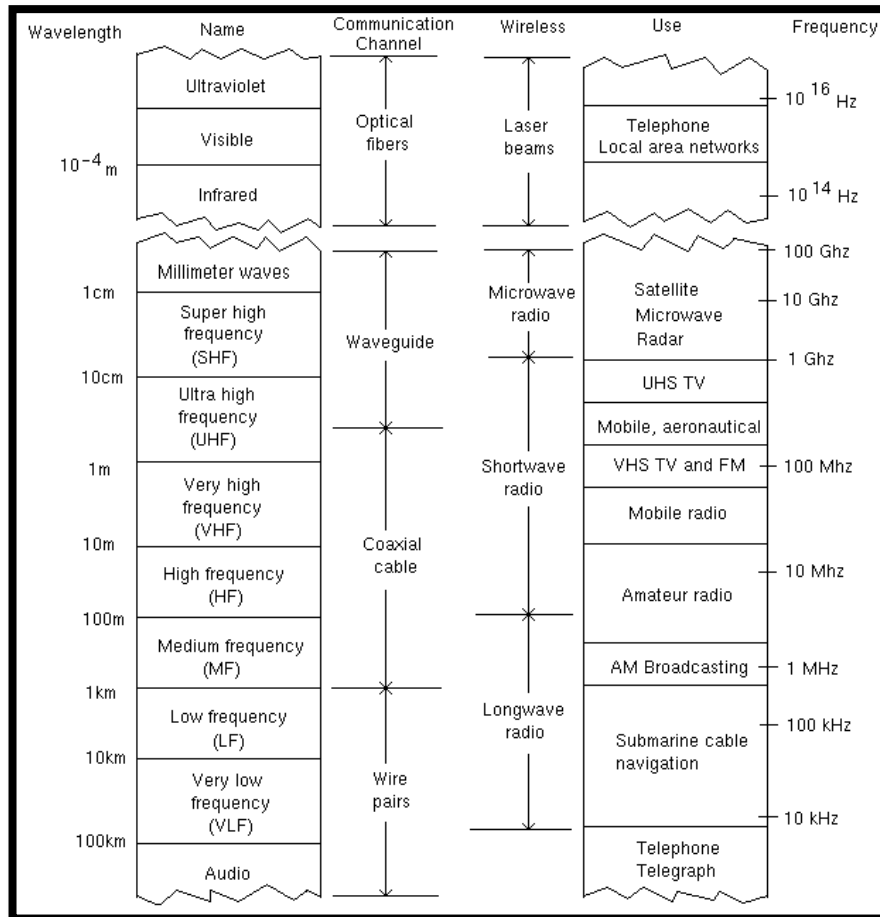 Wavelength
Name
Communication
Channel
Wireless
Use
Frequency
Ultraviolet
Visible
10-4 m
Infrared
Millimeter waves
1cm
Super high
frequency
(SHF)
10cm
Ultra high
frequency
(UHF)
1m
Very high
frequency
(VHF)
10m
High frequency
(HF)
100m
Medium frequency
(MF)
1km
Low frequency
(LF)
10km
Very low
frequency
(VLF)
100km
Audio
Optical
fibers
Waveguide
Coaxial
cable
Wire
pairs
Laser
beams
Microwave
radio
Shortwave
radio
Longwave
radio
Telephone
Local area networks
Satellite
Microwave
Radar
UHS TV
Mobile, aeronautical
VHS TV and FM
Mobile radio
Amateur radio
AM Broadcasting
Submarine cable
navigation
Telephone
Telegraph
10 16 Hz
10 14 Hz
100 Ghz
10 Ghz
1 Ghz
100 Mhz
10 Mhz
1 MHz
100 kHz
10 kHz